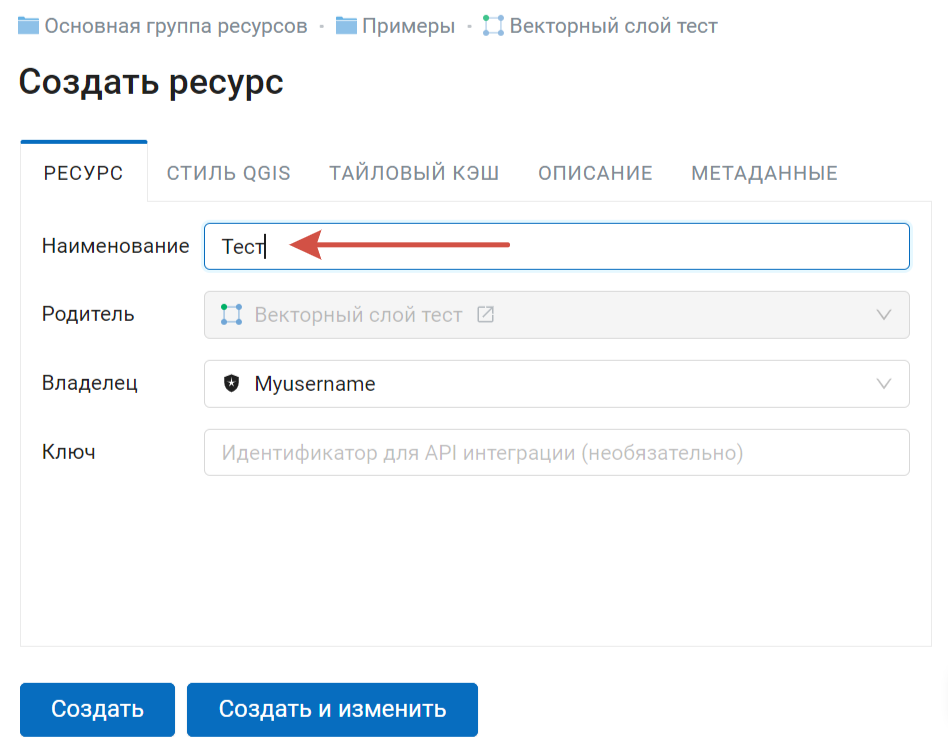 Основная группа ресурсов · Примеры · Векторный слой тест
Создать ресурс
РЕСУРС СТИЛЬ QGIS ТАЙЛОВЫЙ КЭШ ОПИСАНИЕ МЕТАДАННЫЕ
Наименование Тест
Родитель Векторный слой тест
Владелец Myusername
Ключ Идентификатор для API интеграции (необязательно)
Создать Создать и изменить